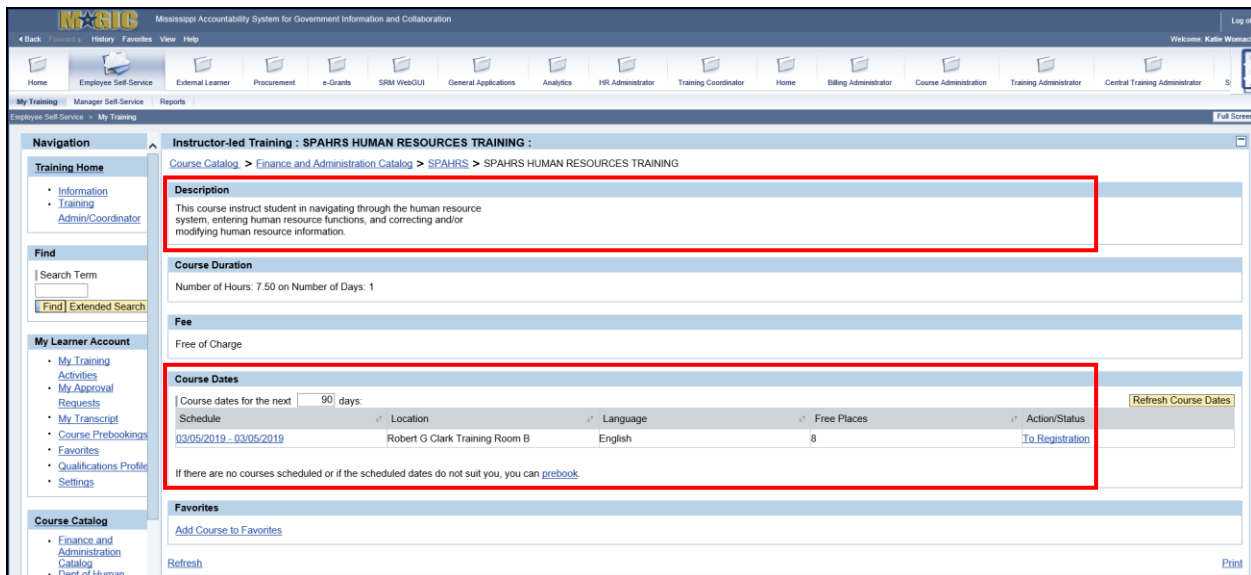 MAGIC
Mississippi Accountability System for Government Information and Collaboration
Log of
Back Forward History Favorites View Help
Welcome: Katie Womac
Home Employee Self-Service External Learner Procurement e-Grants SRM WebGUI General Applications Analytics HR Administrator Training Coordinator Home Billing Administrator Course Administration Training Administrator Central Training Administrator S
My Training Manager Self-Service Reports
Employee Self-Service > My Training
Full Screen
Navigation
Training Home
• Information
• Training
Admin/Coordinator
Find
Search Term
Find Extended Search
My Learner Account
• My Training
Activities
• My Approval
Requests
• My Transcript
• Course Prebookings
• Favorites
• Qualifications Profile
• Settings
Course Catalog
• Finance and
Administration
Catalog
• Dept of Human
Instructor-led Training : SPAHRS HUMAN RESOURCES TRAINING :
Course Catalog > Finance and Administration Catalog > SPAHRS > SPAHRS HUMAN RESOURCES TRAINING
Description
This course instruct student in navigating through the human resource
system, entering human resource functions, and correcting and/or
modifying human resource information.
Course Duration
Number of Hours: 7.50 on Number of Days: 1
Fee
Free of Charge
Course Dates
Course dates for the next 90 days:
Refresh Course Dates
Schedule Location Language Free Places Action/Status
03/05/2019 - 03/05/2019 Robert G Clark Training Room B English 8 To Registration
If there are no courses scheduled or if the scheduled dates do not suit you, you can prebook.
Favorites
Add Course to Favorites
Refresh
Print